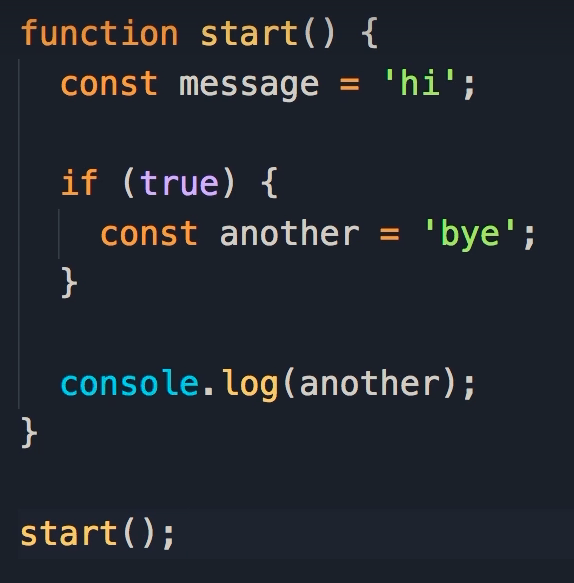 function start() {
  const message = 'hi';

  if (true) {
    const another = 'bye';
  }

  console.log(another);
}

start();